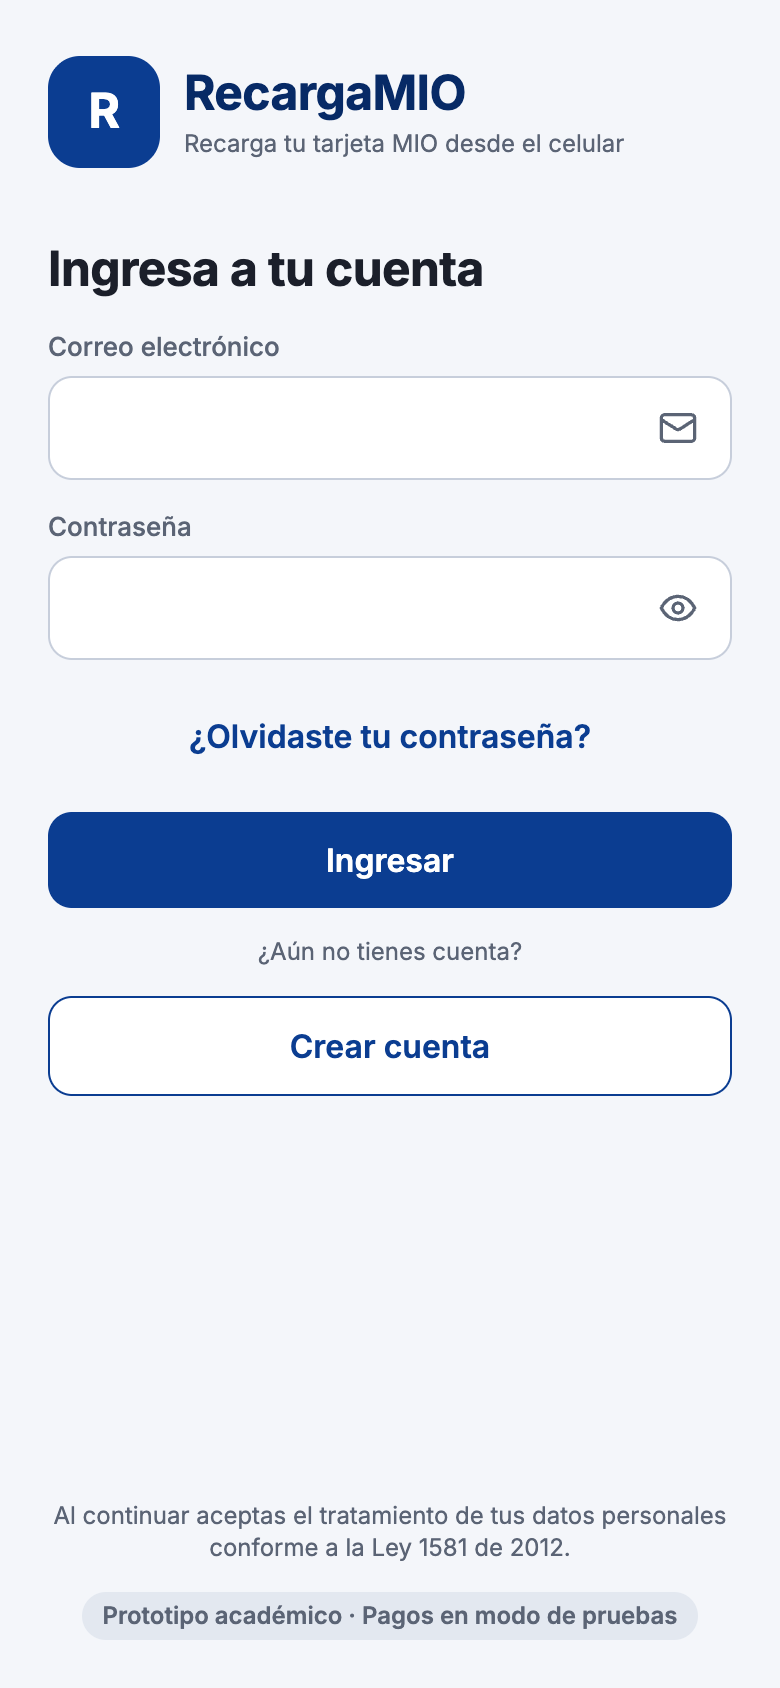 R
RecargaMIO
Recarga tu tarjeta MIO desde el celular
Ingresa a tu cuenta
Correo electrónico
Contraseña
¿Olvidaste tu contraseña?
Ingresar
¿Aún no tienes cuenta?
Crear cuenta
Al continuar aceptas el tratamiento de tus datos personales
conforme a la Ley 1581 de 2012.
Prototipo académico · Pagos en modo de pruebas